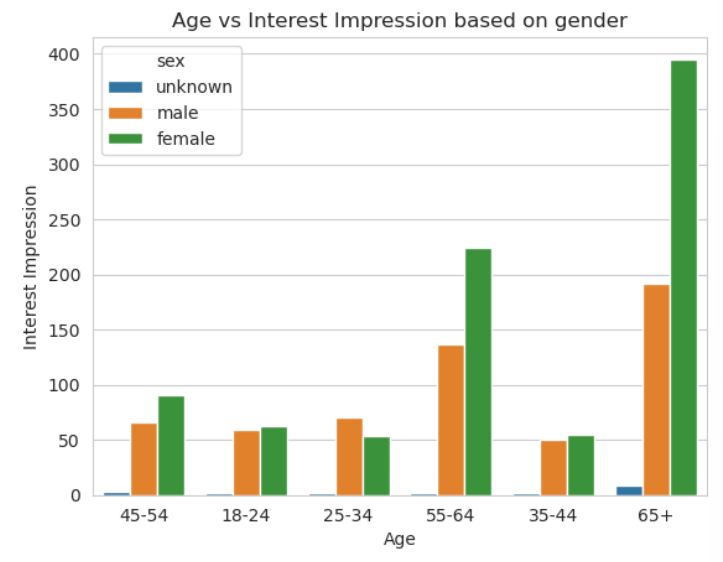 Age vs Interest Impression based on gender
sex
unknown
male
female
Interest Impression
400
350
300
250
200
150
100
50
0
45-54 18-24 25-34 55-64 35-44 65+
Age